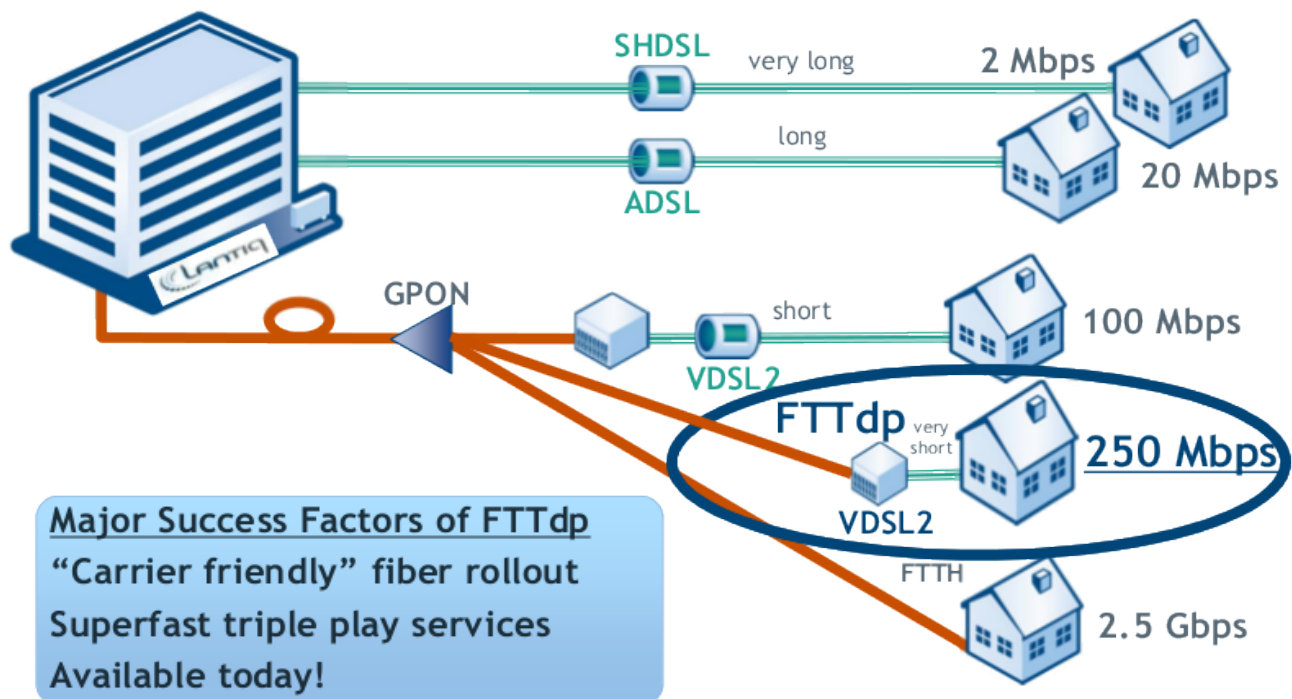 SHDSL
very long
2 Mbps
long
20 Mbps
ADSL
LANTIQ
GPON
short
100 Mbps
VDSL2
FTTdp
very
short
250 Mbps
VDSL2
FTTH
2.5 Gbps
Major Success Factors of FTTdp
“Carrier friendly” fiber rollout
Superfast triple play services
Available today!